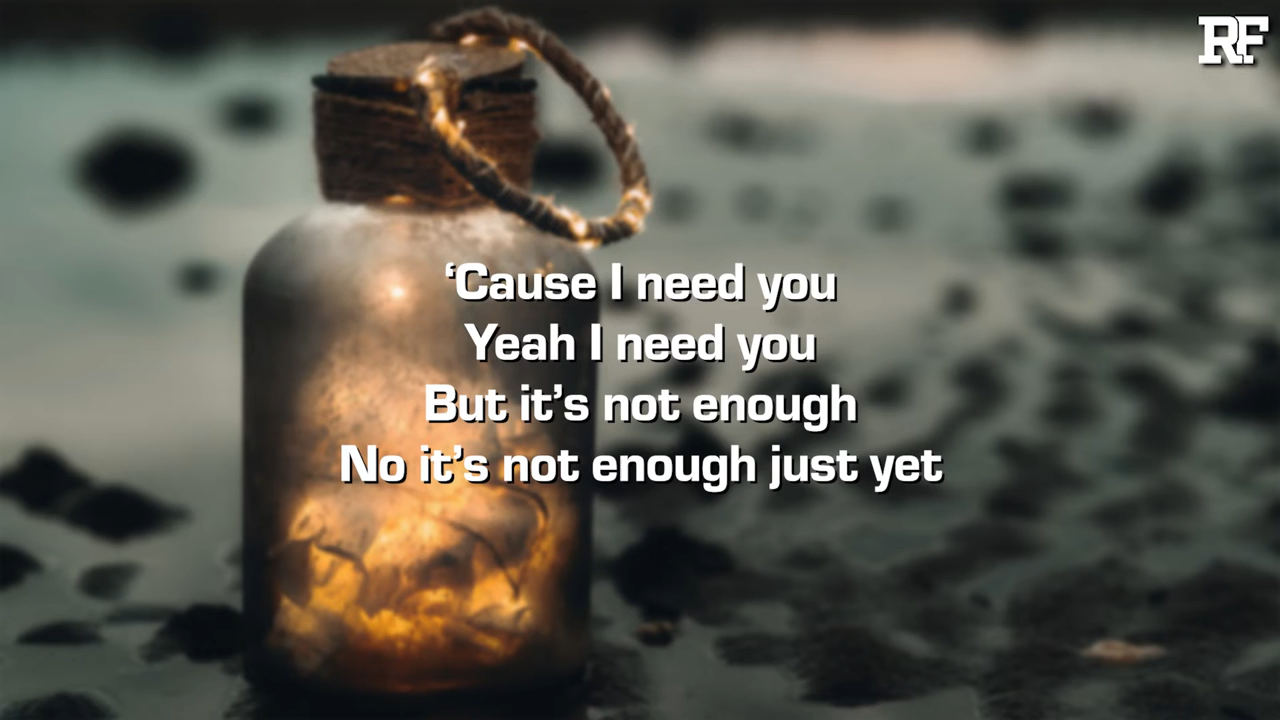 RF
‘Cause I need you
Yeah I need you
But it’s not enough
No it’s not enough just yet